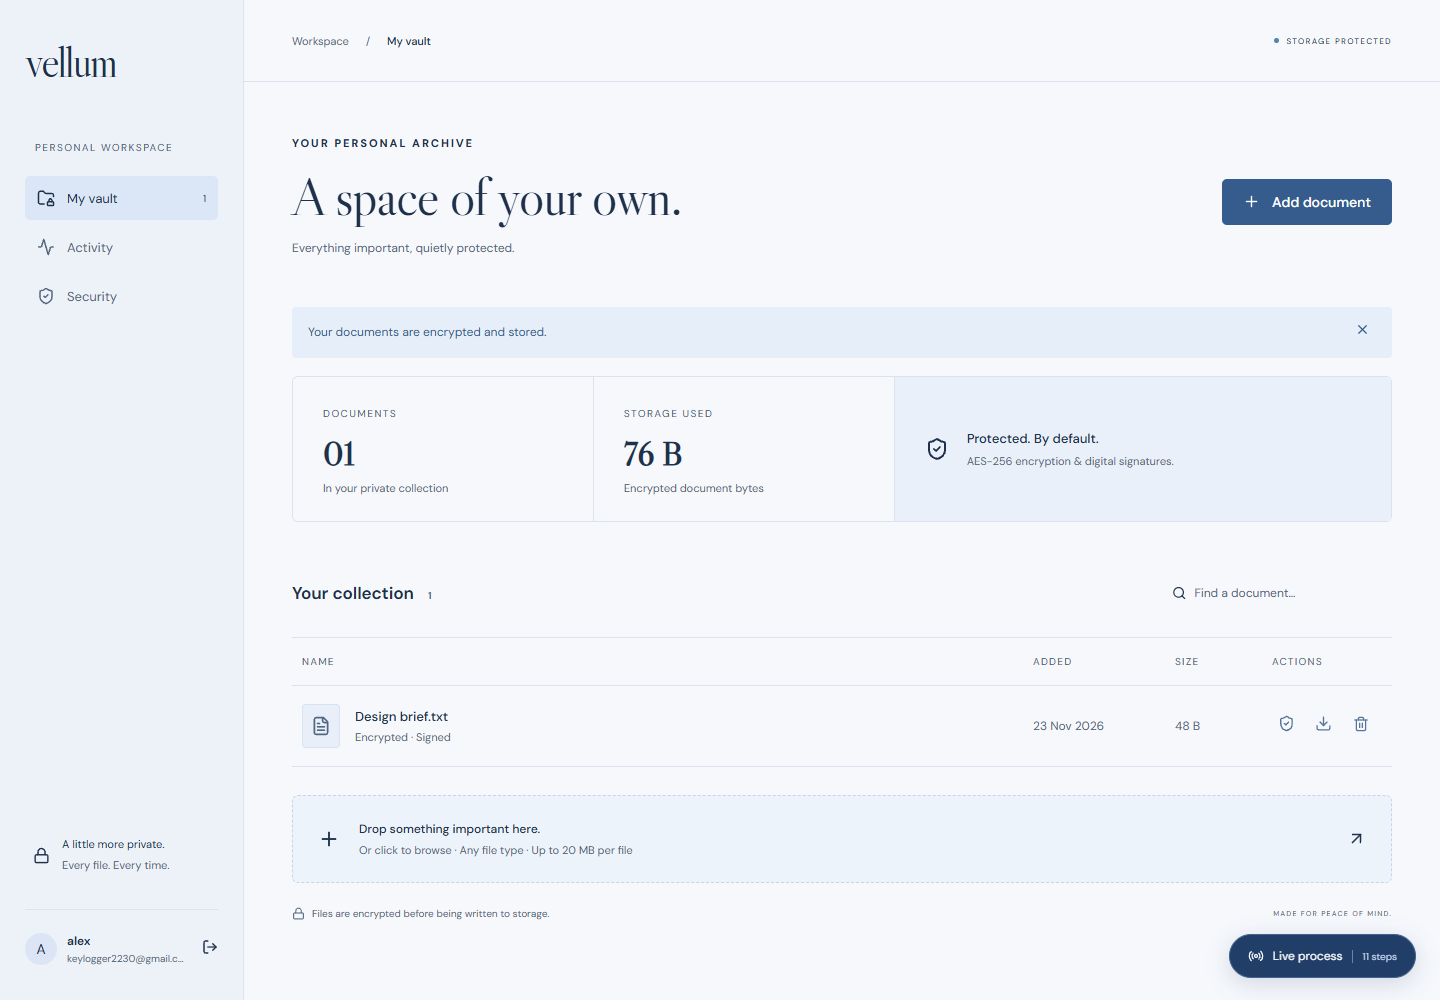 vellum
PERSONAL WORKSPACE
My vault 1
Activity
Security
A little more private.
Every file. Every time.
A
alex
keylogger2230@gmail.c...
Workspace / My vault
STORAGE PROTECTED
YOUR PERSONAL ARCHIVE
A space of your own.
Everything important, quietly protected.
Add document
Your documents are encrypted and stored.
DOCUMENTS
01
In your private collection
STORAGE USED
76 B
Encrypted document bytes
Protected. By default.
AES-256 encryption & digital signatures.
Your collection 1
Find a document...
NAME ADDED SIZE ACTIONS
Design brief.txt
Encrypted · Signed
23 Nov 2026
48 B
Drop something important here.
Or click to browse · Any file type · Up to 20 MB per file
Files are encrypted before being written to storage.
MADE FOR PEACE OF MIND.
Live process 11 steps